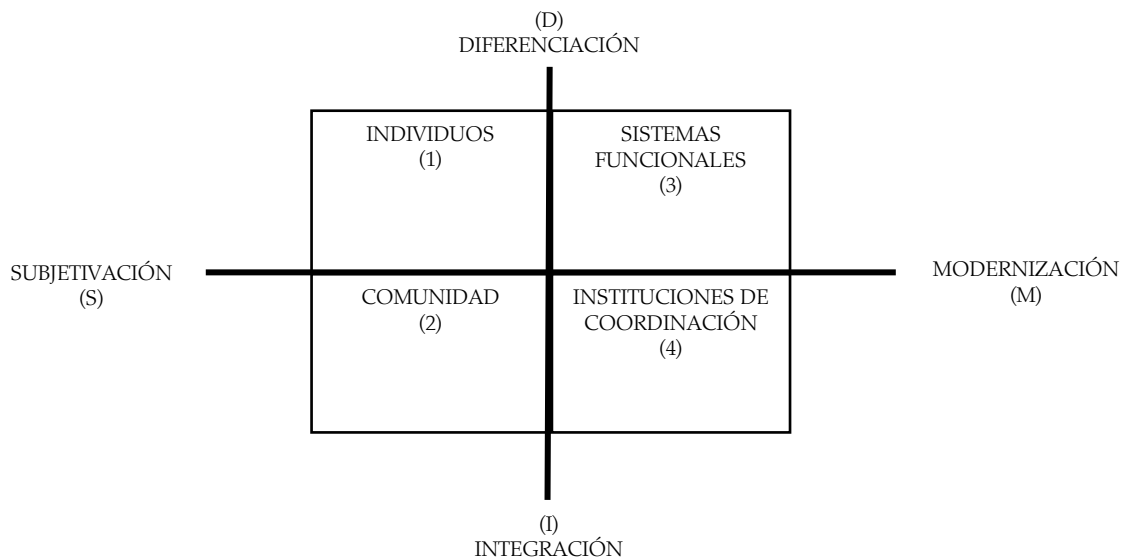 (D)
DIFERENCIACIÓN
INDIVIDUOS
(1)
SISTEMAS
FUNCIONALES
(3)
SUBJETIVACIÓN
(S)
MODERNIZACIÓN
(M)
COMUNIDAD
(2)
INSTITUCIONES DE
COORDINACIÓN
(4)
(I)
INTEGRACIÓN